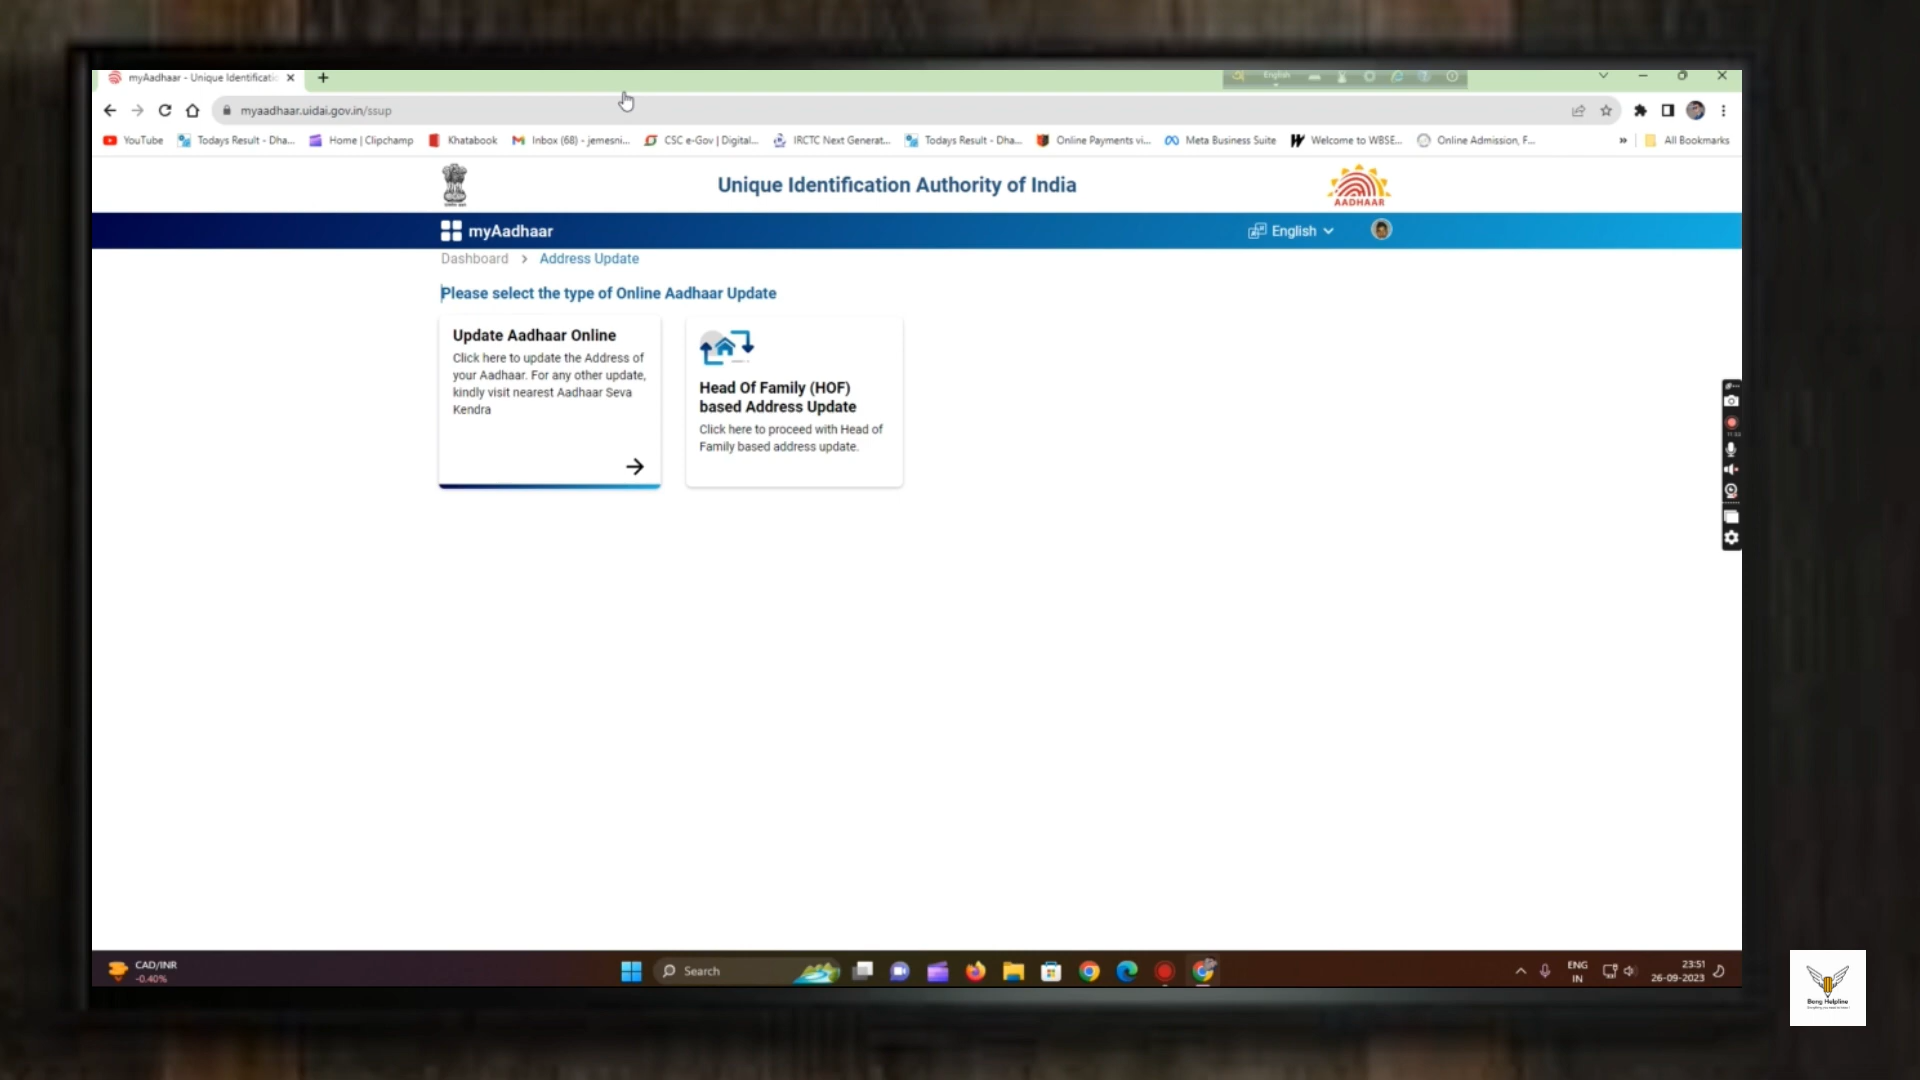 myAadhaar - Unique Identificatic
English
myaadhaar.uidai.gov.in/ssup
YouTube Todays Result - Dha... Home | Clipchamp Khatabook Inbox (68) - jemesni... CSC e-Gov | Digital... IRCTC Next Generat... Todays Result - Dha... Online Payments vi... Meta Business Suite Welcome to WBSE... Online Admission, F... » All Bookmarks
Unique Identification Authority of India
AADHAAR
myAadhaar
English
Dashboard > Address Update
Please select the type of Online Aadhaar Update
Update Aadhaar Online
Click here to update the Address of
your Aadhaar. For any other update,
kindly visit nearest Aadhaar Seva
Kendra
Head Of Family (HOF)
based Address Update
Click here to proceed with Head of
Family based address update.
CAD/INR
-0.40%
Search
ENG
IN
23:51
26-09-2023
Beng Helpline